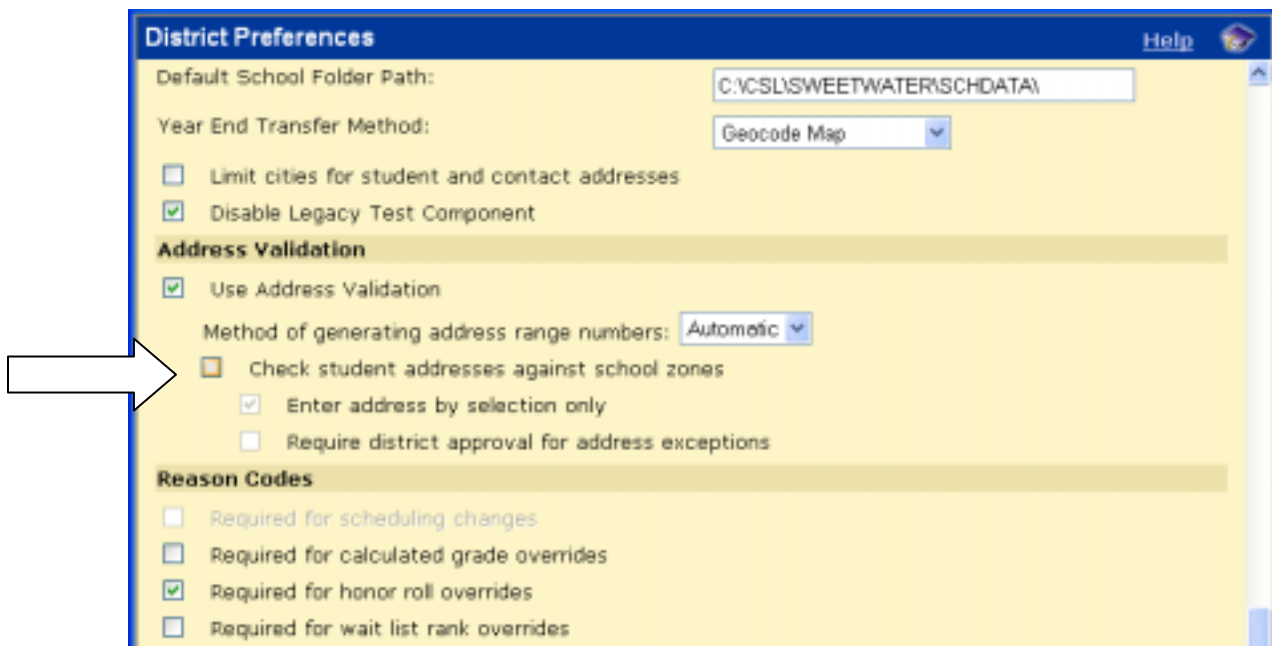 District Preferences Help
Default School Folder Path: C:\CSL\SWEETWATER\SCHDATA\
Year End Transfer Method: Geocode Map
Limit cities for student and contact addresses
Disable Legacy Test Component
Address Validation
Use Address Validation
Method of generating address range numbers: Automatic
Check student addresses against school zones
Enter address by selection only
Require district approval for address exceptions
Reason Codes
Required for scheduling changes
Required for calculated grade overrides
Required for honor roll overrides
Required for wait list rank overrides